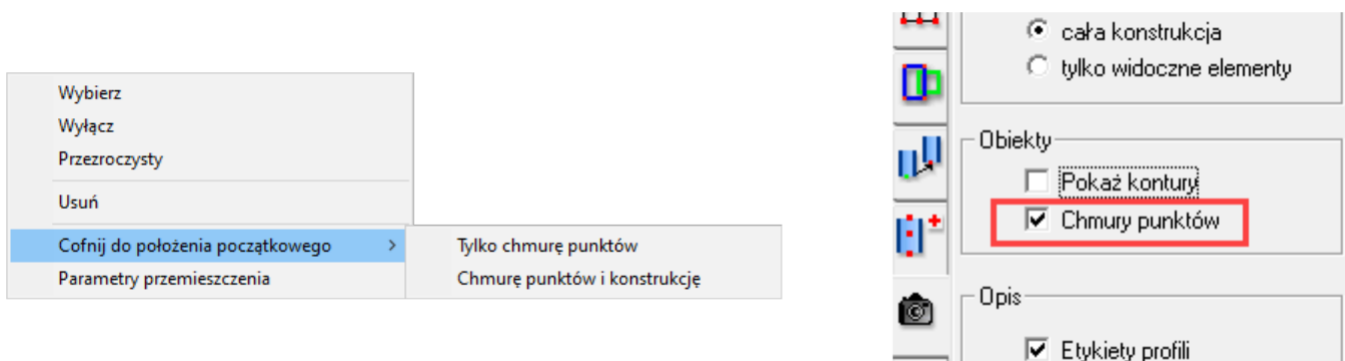 Wybierz
Wyłącz
Przezroczysty
Usuń
Cofnij do położenia początkowego >
Parametry przemieszczenia
Tylko chmurę punktów
Chmurę punktów i konstrukcję
cała konstrukcja
tylko widoczne elementy
Obiekty
Pokaż kontury
Chmury punktów
Opis
Etykiety profili